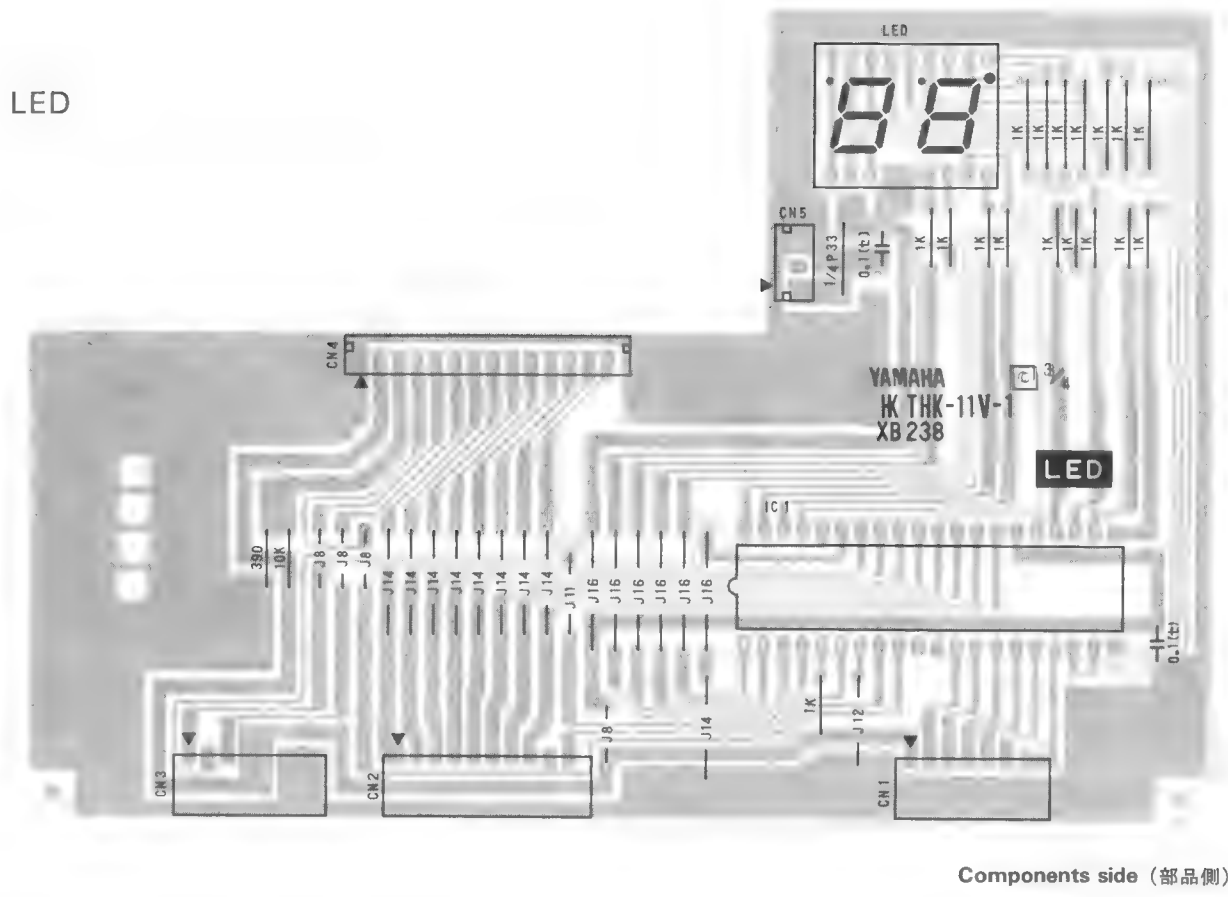 LED
LED
1K
1K
1K
1K
1K
1K
1K
CN5
1/4P33
0.1(セ)
1K
1K
1K
1K
1K
1K
1K
1K
1K
CN4
YAMAHA
IK THK-11V-1
XB238
LED
IC1
390
10K
J8
J8
J8
J14
J14
J14
J14
J14
J14
J14
J14
J11
J16
J16
J16
J16
J16
J16
0.1(セ)
J8
J14
1K
J12
CN3
CN2
CN1
Components side (部品側)